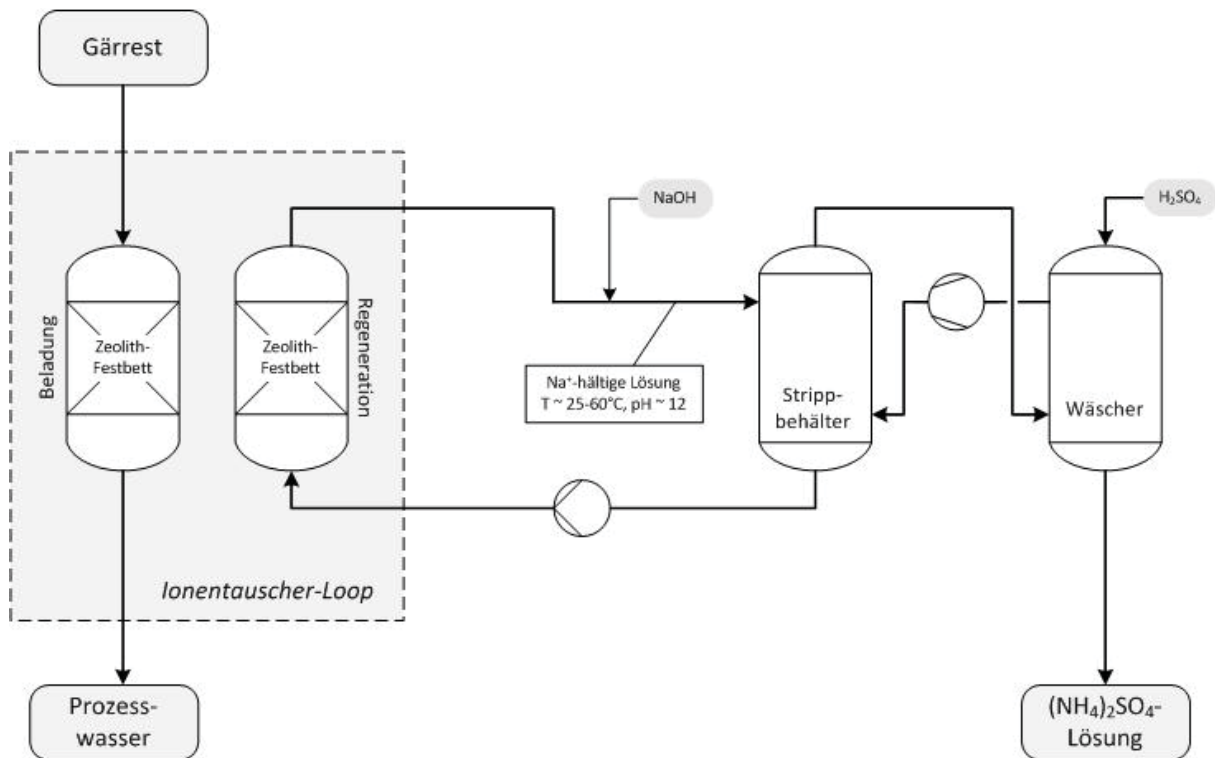 Gärrest
NaOH
H₂SO₄
Beladung
Zeolith-
Festbett
Zeolith-
Festbett
Regeneration
Na⁺-hältige Lösung
T ~ 25-60°C, pH ~ 12
Stripp-
behälter
Wäscher
Ionentauscher-Loop
Prozess-
wasser
(NH₄)₂SO₄-
Lösung